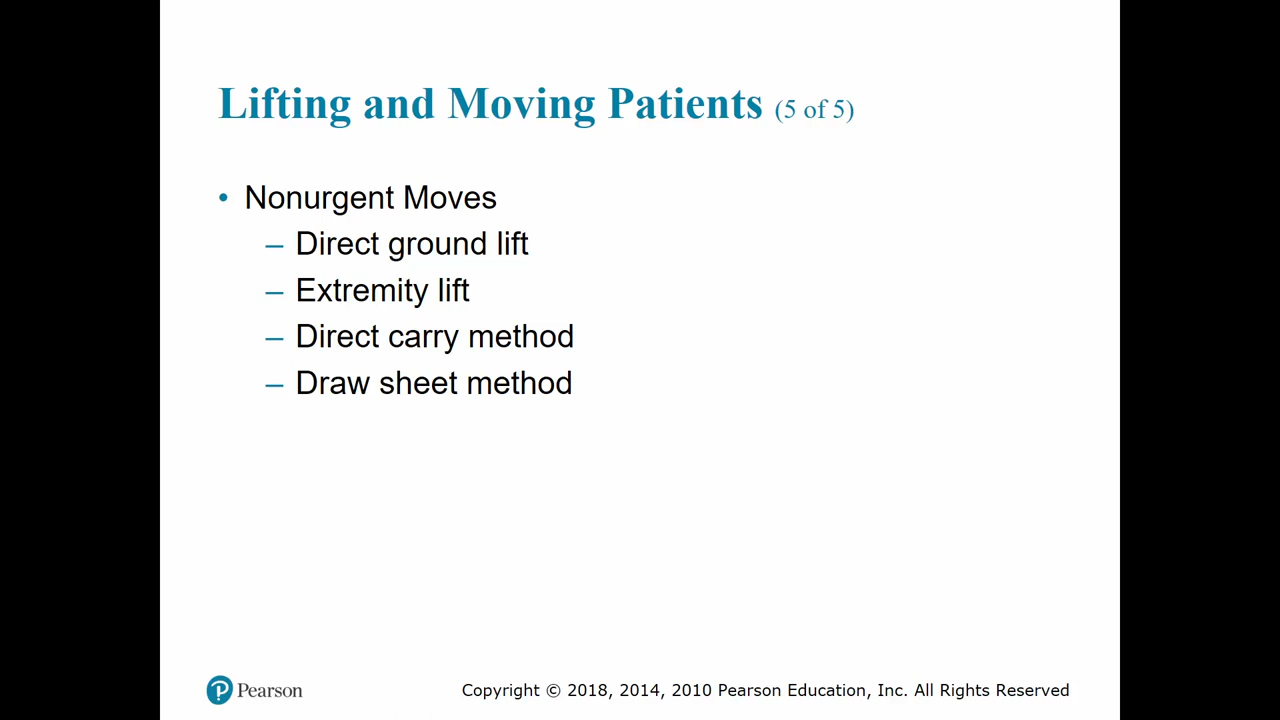 Lifting and Moving Patients (5 of 5)
• Nonurgent Moves
– Direct ground lift
– Extremity lift
– Direct carry method
– Draw sheet method
Pearson
Copyright © 2018, 2014, 2010 Pearson Education, Inc. All Rights Reserved